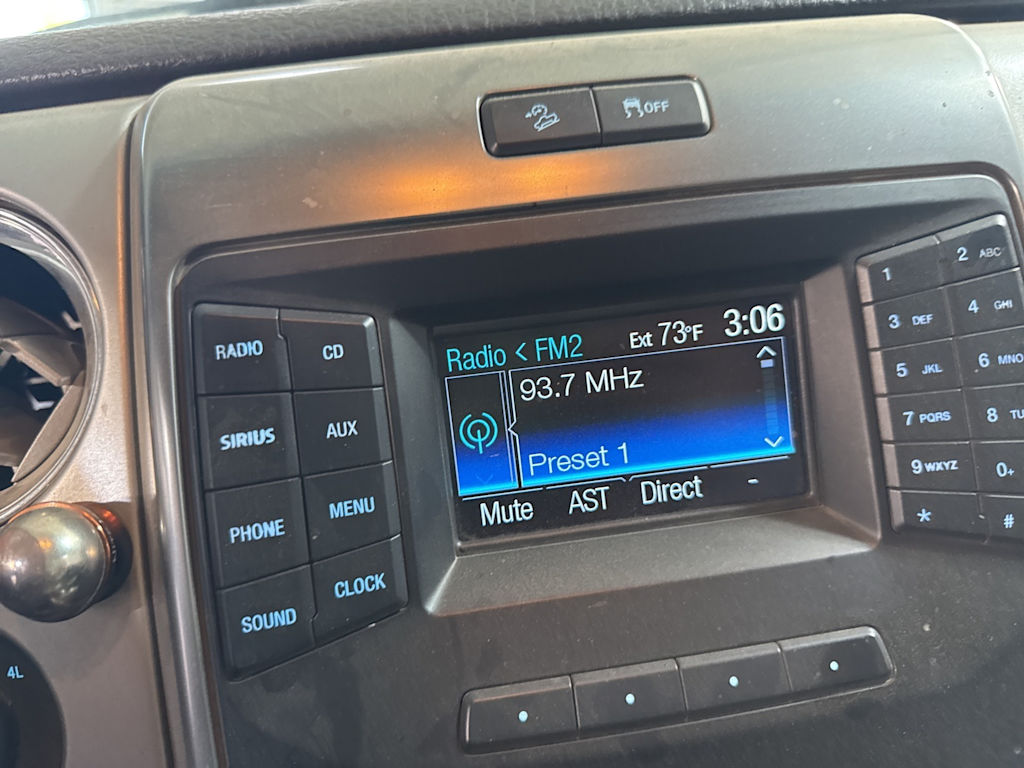 OFF
Radio < FM2 Ext 73°F 3:06
93.7 MHz
Preset 1
Mute AST Direct -
RADIO CD
SIRIUS AUX
PHONE MENU
SOUND CLOCK
1 2 ABC
3 DEF 4 GHI
5 JKL 6 MNO
7 PQRS 8 TU
9 WXYZ 0+
* #
4L